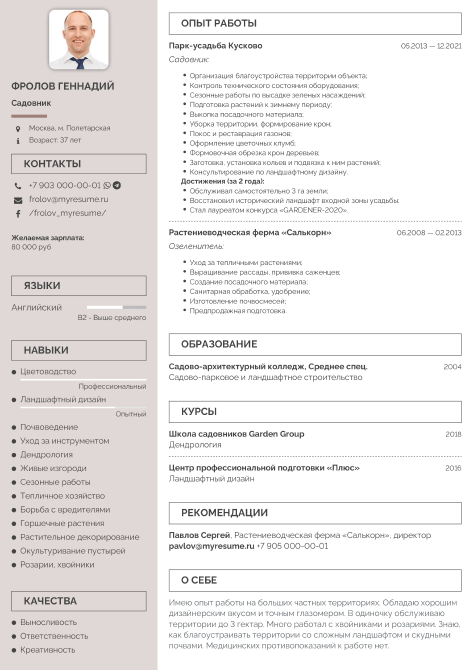 ФРОЛОВ ГЕННАДИЙ
Садовник
Москва, м. Полетарская
Возраст: 37 лет
КОНТАКТЫ
+7 903 000-00-01
frolov@myresume.ru
/frolov_myresume/
Желаемая зарплата:
80 000 руб
ЯЗЫКИ
Английский
B2 - Выше среднего
НАВЫКИ
Цветоводство
Профессиональный
Ландшафтный дизайн
Опытный
Почвоведение
Уход за инструментом
Дендрология
Живые изгороди
Сезонные работы
Тепличное хозяйство
Борьба с вредителями
Горшечные растения
Растительное декорирование
Окультуривание пустырей
Розарии, хвойники
КАЧЕСТВА
Выносливость
Ответственность
Креативность
ОПЫТ РАБОТЫ
Парк-усадьба Кусково 05.2013 — 12.2021
Садовник:
Организация благоустройства территории объекта;
Контроль технического состояния оборудования;
Сезонные работы по высадке зеленых насаждений;
Подготовка растений к зимнему периоду;
Выкопка посадочного материала;
Уборка территории, формировка крон;
Покос и реставрация газонов;
Оформление цветочных клумб;
Формовочная обрезка крон деревьев;
Заготовка, установка кольев и подвязка к ним растений;
Консультирование по ландшафтному дизайну.
Достижения (за 2 года):
Обслуживал самостоятельно 3 га земли;
Восстановил исторический ландшафт входной зоны усадьбы;
Стал лауреатом конкурса «GARDENER-2020».
Растениеводческая ферма «Салькорн» 06.2008 — 02.2013
Озеленитель:
Уход за тепличными растениями;
Выращивание рассады, прививка саженцев;
Создание посадочного материала;
Санитарная обработка, удобрение;
Изготовление почвосмесей;
Предпродажная подготовка.
ОБРАЗОВАНИЕ
Садово-архитектурный колледж, Среднее спец. 2004
Садово-парковое и ландшафтное строительство
КУРСЫ
Школа садовников Garden Group 2018
Дендрология
Центр профессиональной подготовки «Плюс» 2016
Ландшафтный дизайн
РЕКОМЕНДАЦИИ
Павлов Сергей, Растениеводческая ферма «Салькорн», директор
pavlov@myresume.ru +7 905 000-00-01
О СЕБЕ
Имею опыт работы на больших частных территориях. Обладаю хорошим
дизайнерским вкусом и точным глазомером. В одиночку обслуживаю
территории до 3 гектар. Много работал с хвойниками и розариями. Знаю,
как благоустраивать территории со сложным ландшафтом и скудными
почвами. Медицинских противопоказаний к работе нет.